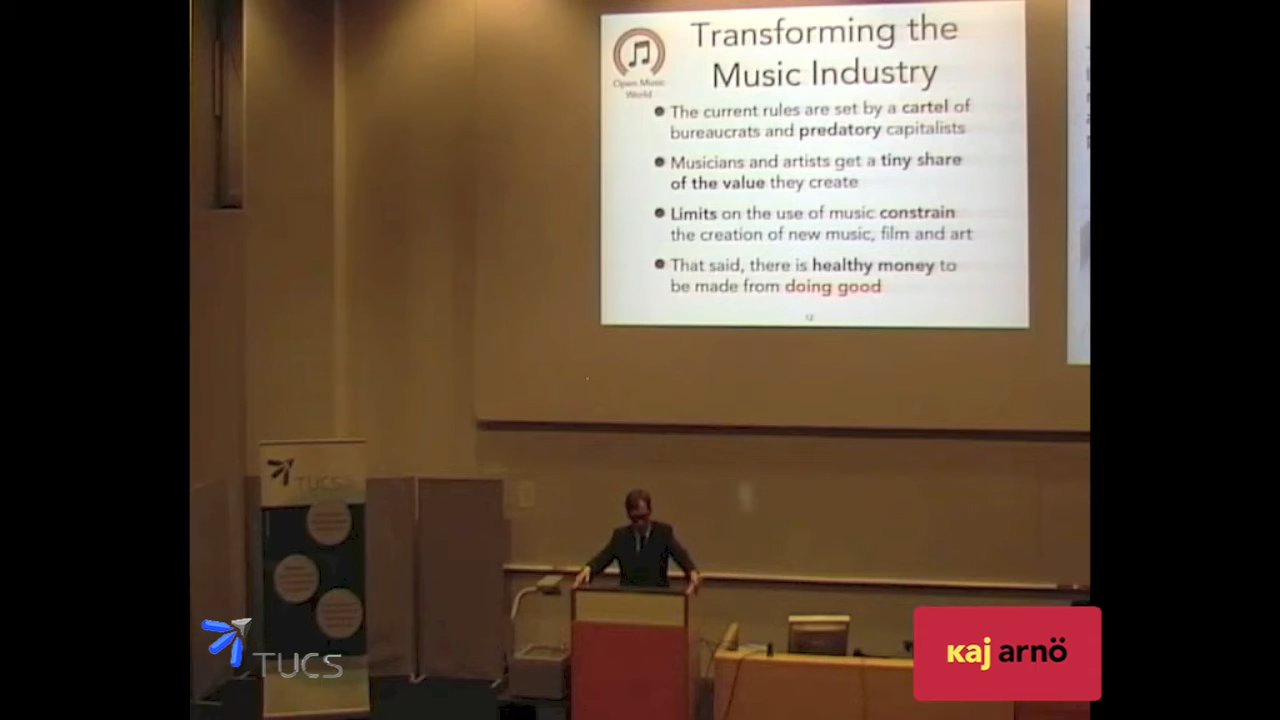 Transforming the
Music Industry
Open Music
World
• The current rules are set by a cartel of
bureaucrats and predatory capitalists
• Musicians and artists get a tiny share
of the value they create
• Limits on the use of music constrain
the creation of new music, film and art
• That said, there is healthy money to
be made from doing good
12
TUCS
TUCS
кaj arnö